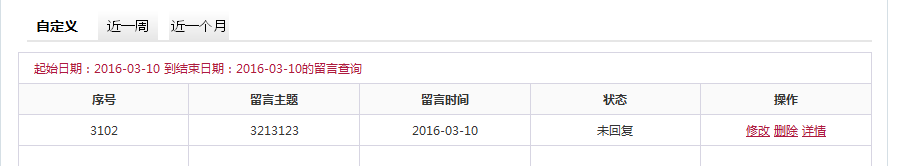 自定义 近一周 近一个月
起始日期：2016-03-10 到结束日期：2016-03-10的留言查询
序号 留言主题 留言时间 状态 操作
3102 3213123 2016-03-10 未回复 修改 删除 详情